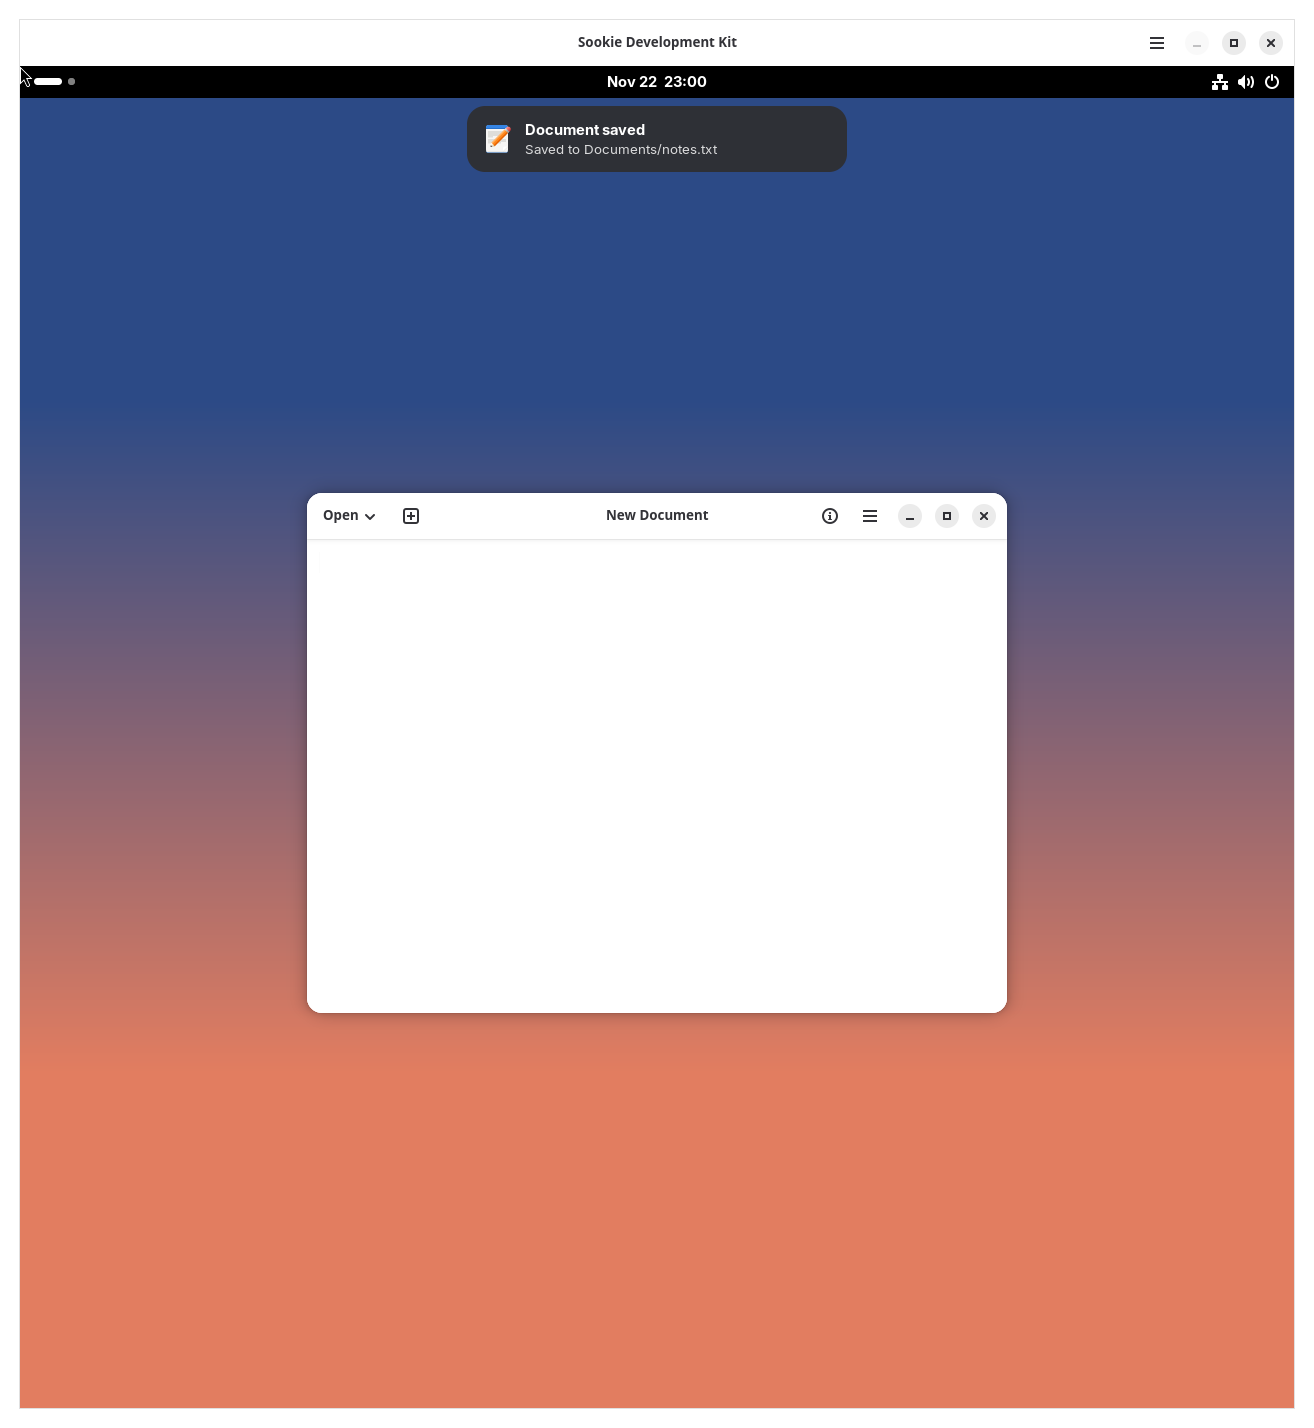 Sookie Development Kit
Nov 22 23:00
Document saved
Saved to Documents/notes.txt
Open
New Document